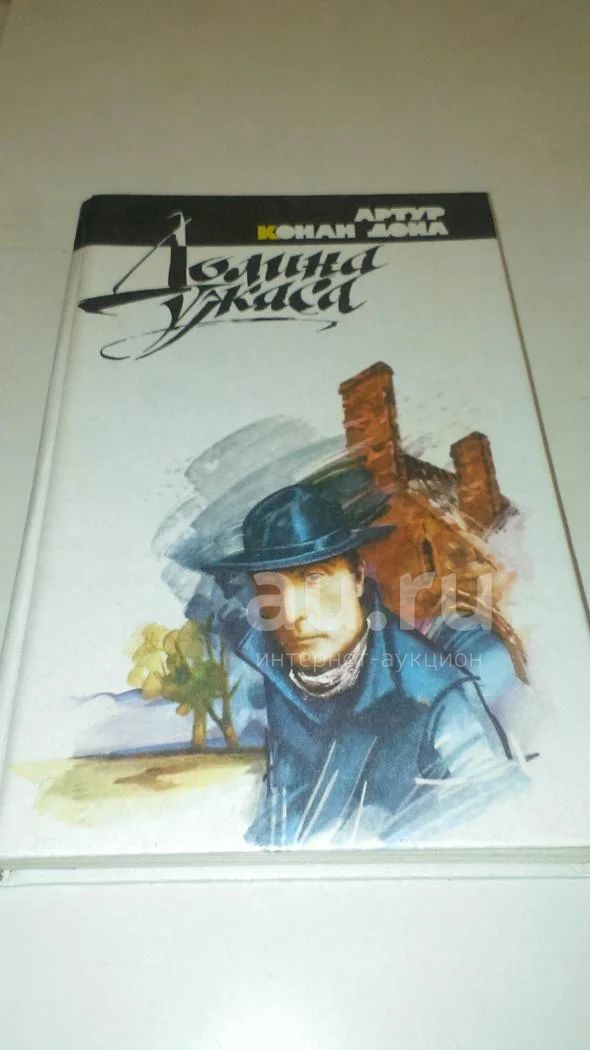 АРТУР
КОНАН ДОЙЛ
Долина
ужаса
au.ru
интернет-аукцион